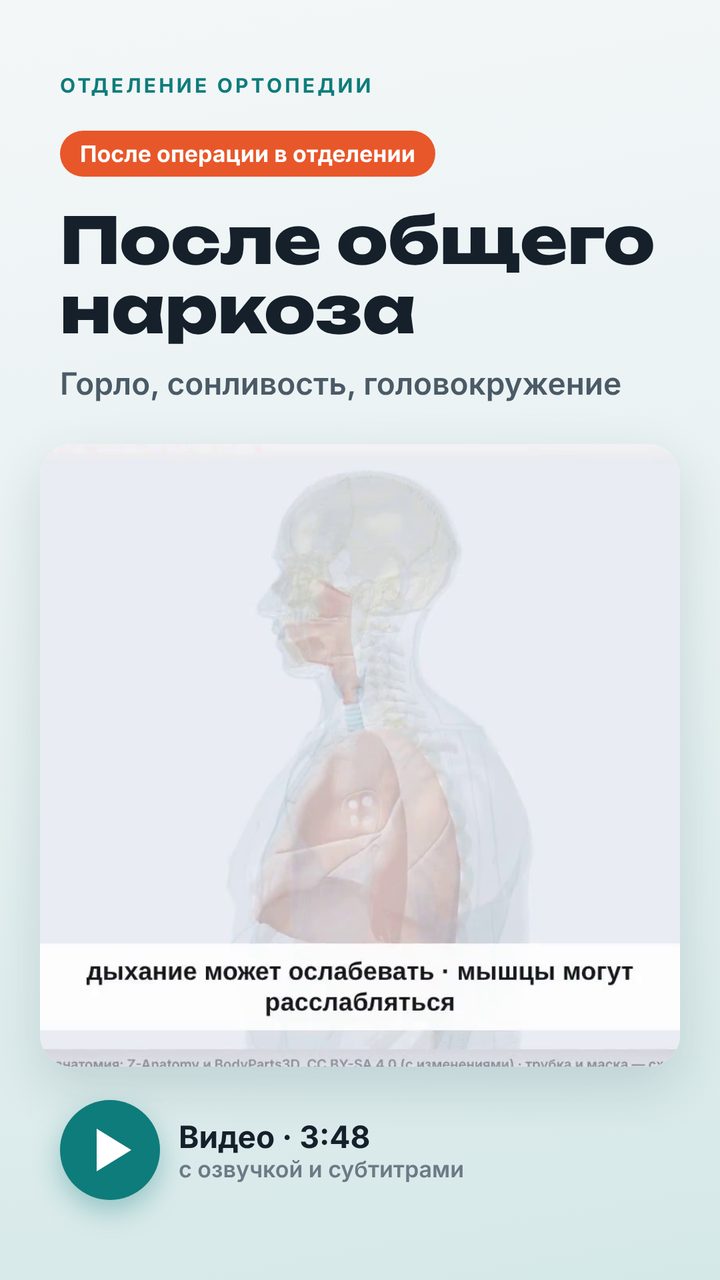 ОТДЕЛЕНИЕ ОРТОПЕДИИ
После операции в отделении
После общего
наркоза
Горло, сонливость, головокружение
дыхание может ослабевать · мышцы могут
расслабляться
анатомия: Z-Anatomy и BodyParts3D, CC BY-SA 4.0 (с изменениями) · трубка и маска —
Видео · 3:48
с озвучкой и субтитрами